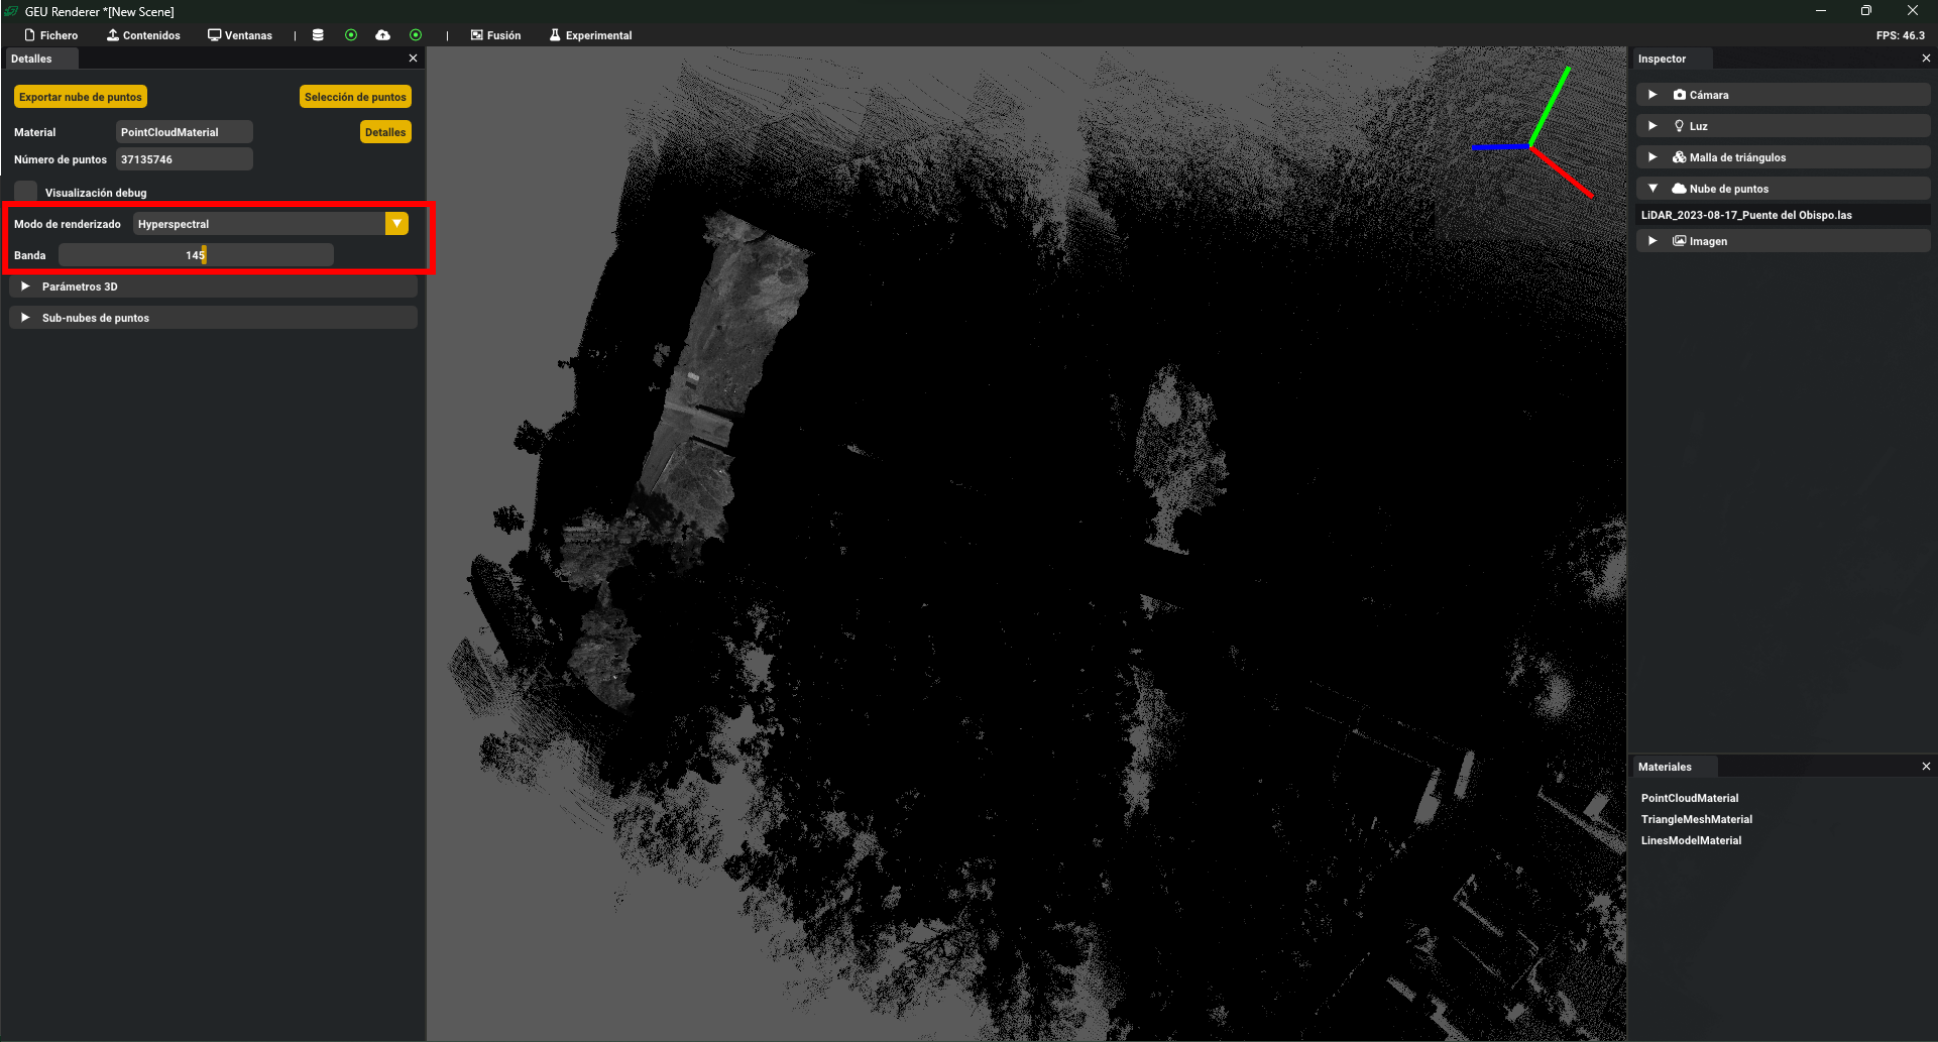 GEU Renderer *[New Scene]
Fichero Contenidos Ventanas | | Fusión Experimental FPS: 46.3
Detalles
Exportar nube de puntos Selección de puntos
Material PointCloudMaterial Detalles
Número de puntos 37135746
Visualización debug
Modo de renderizado Hyperspectral
Banda 145
Parámetros 3D
Sub-nubes de puntos
Inspector
Cámara
Luz
Malla de triángulos
Nube de puntos
LiDAR_2023-08-17_Puente del Obispo.las
Imagen
Materiales
PointCloudMaterial
TriangleMeshMaterial
LinesModelMaterial